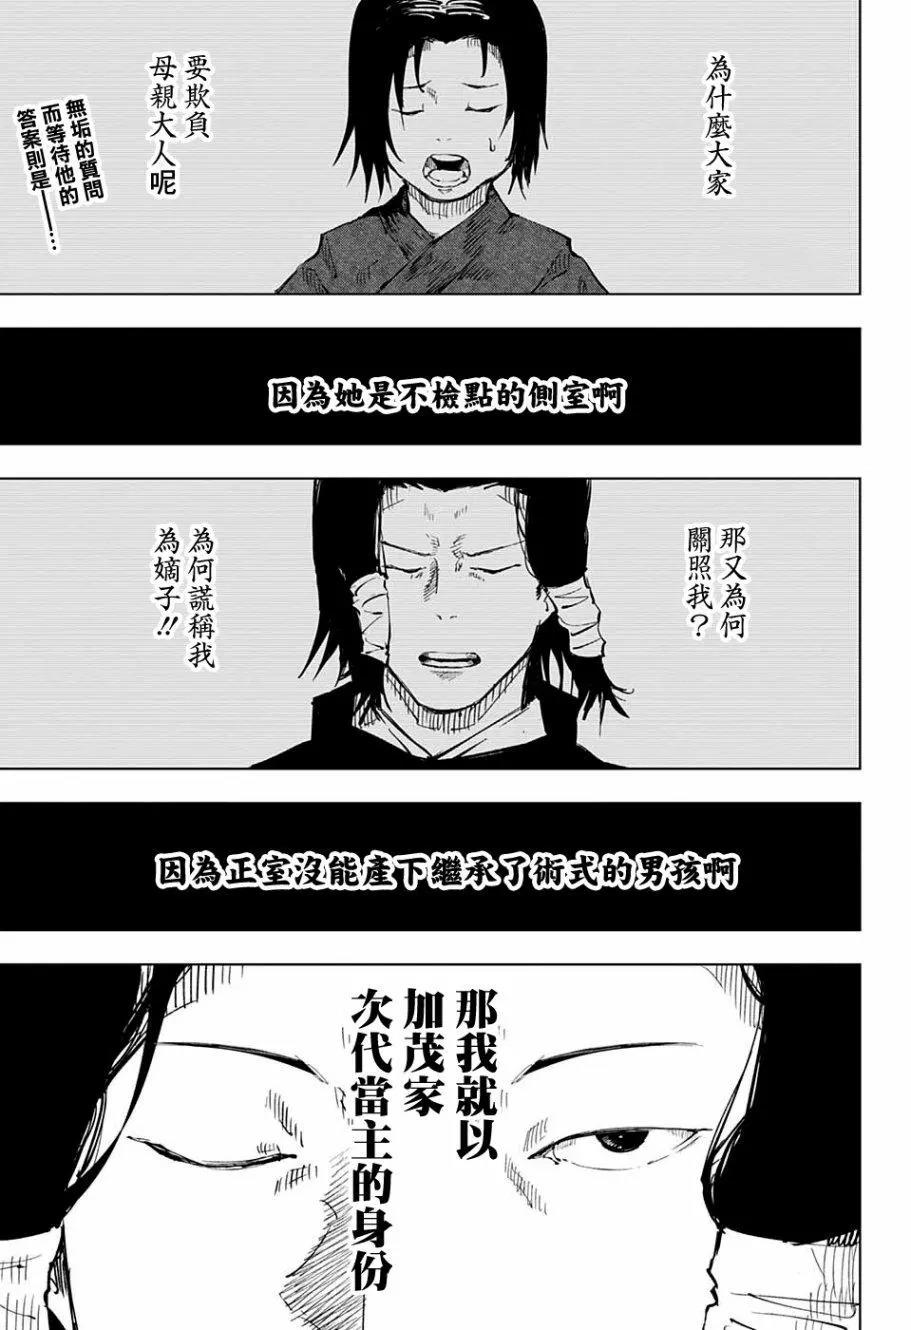 為什麼大家
要欺負
母親大人呢
無垢的質問
而等待他的
答案則是——…
因為她是不檢點的側室啊
那又為何
關照我？
為何謊稱我
為嫡子!!
因為正室沒能產下繼承了術式的男孩啊
那我就以
加茂家
次代當主的身份